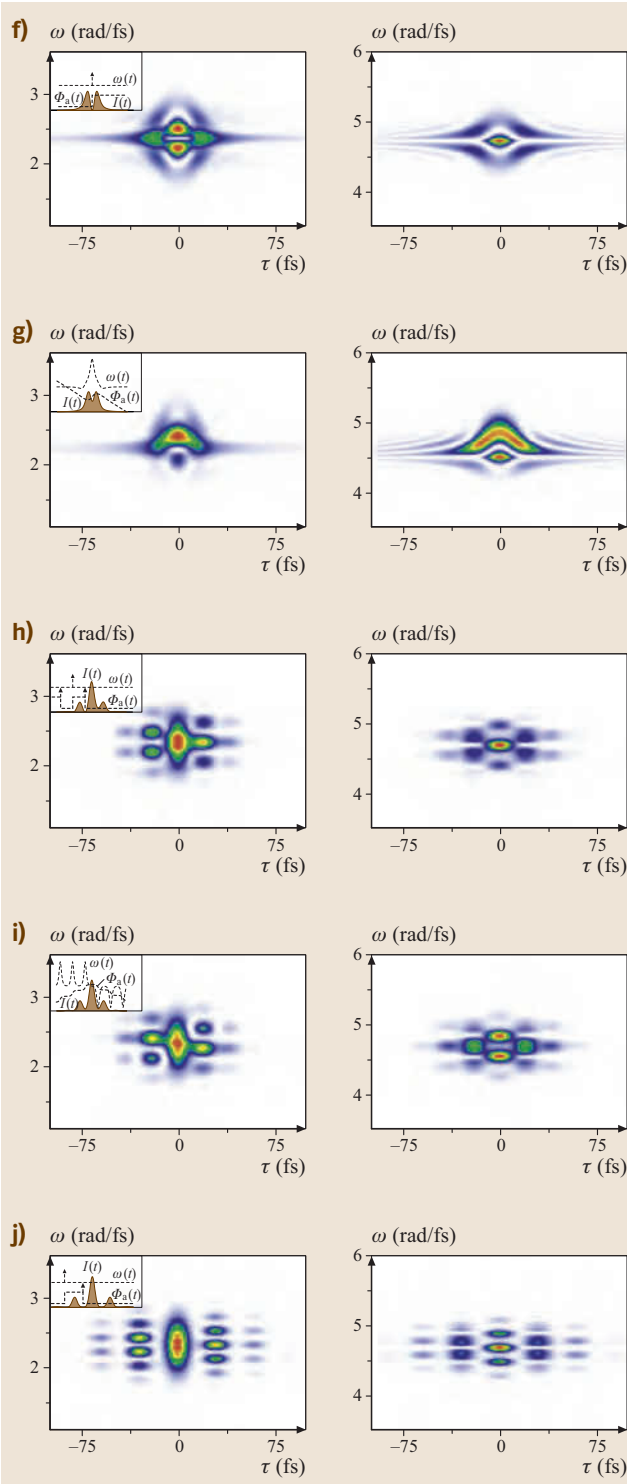 f) ω (rad/fs) ω (rad/fs)
6
3 ω(t) 5
Φa(t) I(t)
2 4
−75 0 75 −75 0 75
τ (fs) τ (fs)
g) ω (rad/fs) ω (rad/fs)
6
3 ω(t) 5
I(t) Φa(t)
2 4
−75 0 75 −75 0 75
τ (fs) τ (fs)
h) ω (rad/fs) ω (rad/fs)
6
I(t) ω(t)
3 Φa(t) 5
2 4
−75 0 75 −75 0 75
τ (fs) τ (fs)
i) ω (rad/fs) ω (rad/fs)
6
ω(t)
Φa(t)
3 I(t) 5
2 4
−75 0 75 −75 0 75
τ (fs) τ (fs)
j) ω (rad/fs) ω (rad/fs)
6
I(t) ω(t)
3 Φa(t) 5
2 4
−75 0 75 −75 0 75
τ (fs) τ (fs)